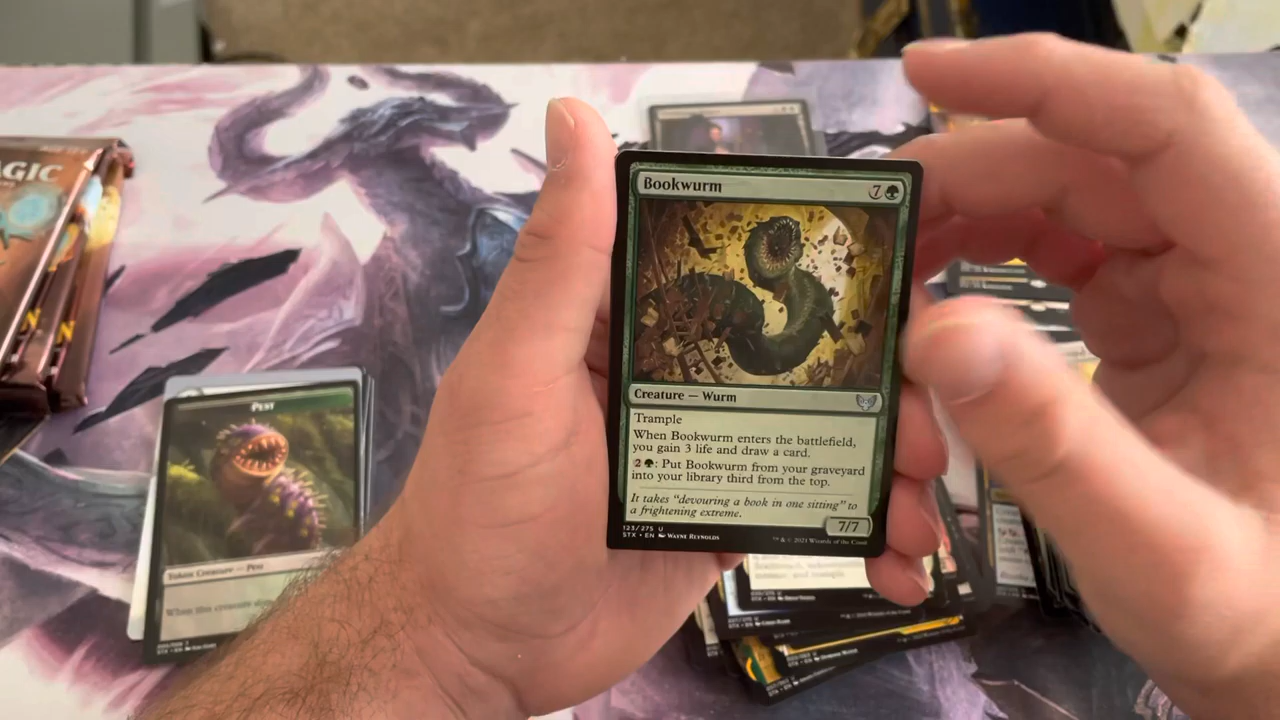 Bookwurm
7
Creature — Wurm
Trample
When Bookwurm enters the battlefield,
you gain 3 life and draw a card.
2 : Put Bookwurm from your graveyard
into your library third from the top.
It takes “devouring a book in one sitting” to
a frightening extreme.
7/7
123/275 U
STX • EN WAYNE REYNOLDS
™ & © 2021 Wizards of the Coast
AGIC
PEST
Token Creature — Pest
When this creature